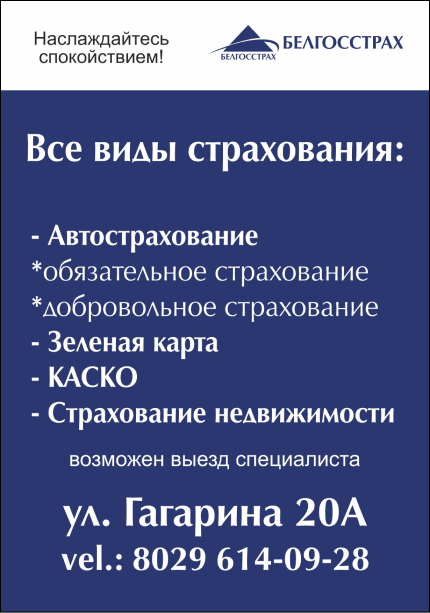 Наслаждайтесь
спокойствием!
БЕЛГОССТРАХ
БЕЛГОССТРАХ
Все виды страхования:
- Автострахование
*обязательное страхование
*добровольное страхование
- Зеленая карта
- КАСКО
- Страхование недвижимости
возможен выезд специалиста
ул. Гагарина 20А
vel.: 8029 614-09-28